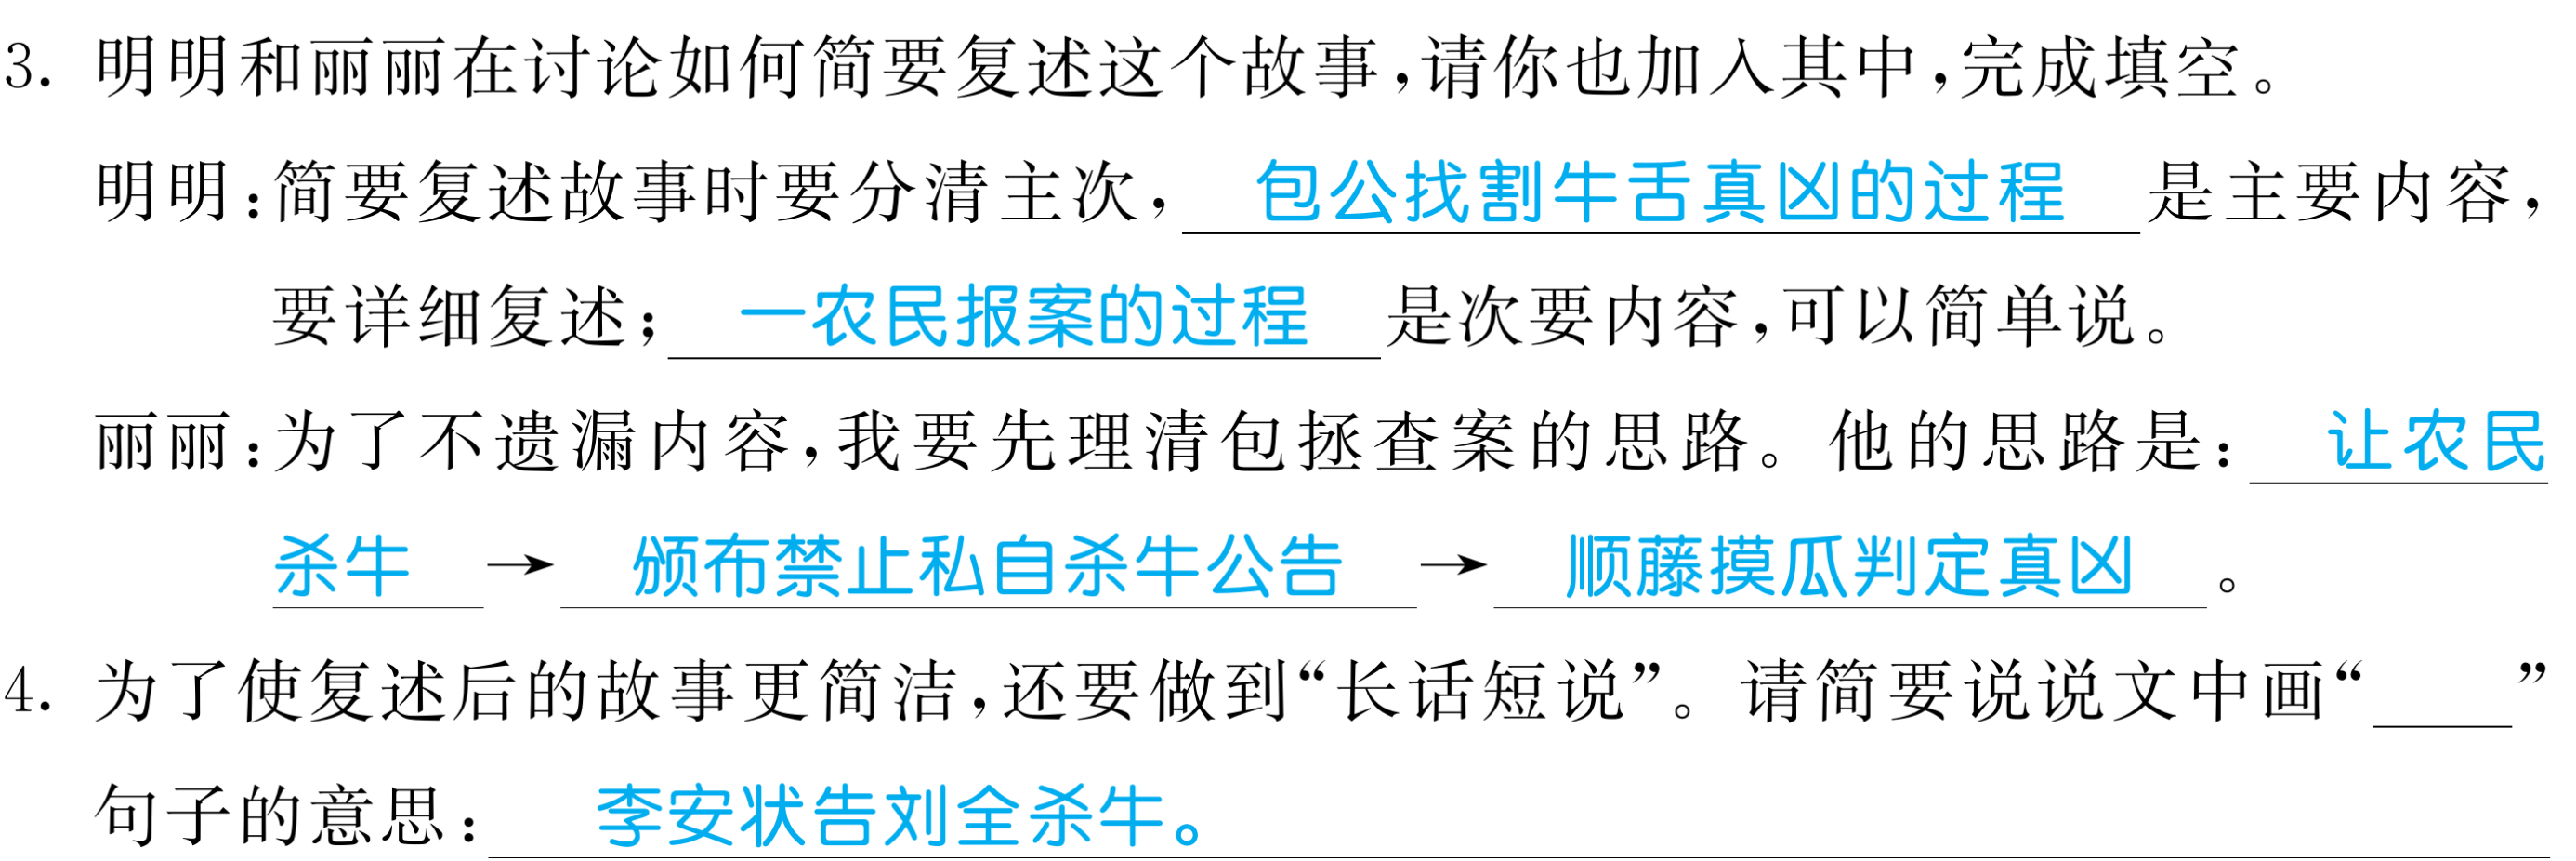 3. 明明和丽丽在讨论如何简要复述这个故事,请你也加入其中,完成填空。
明明:简要复述故事时要分清主次, 包公找割牛舌真凶的过程 是主要内容,
要详细复述; 一农民报案的过程 是次要内容,可以简单说。
丽丽:为了不遗漏内容,我要先理清包拯查案的思路。他的思路是: 让农民
杀牛 → 颁布禁止私自杀牛公告 → 顺藤摸瓜判定真凶 。
4. 为了使复述后的故事更简洁,还要做到“长话短说”。请简要说说文中画“____”
句子的意思: 李安状告刘全杀牛。